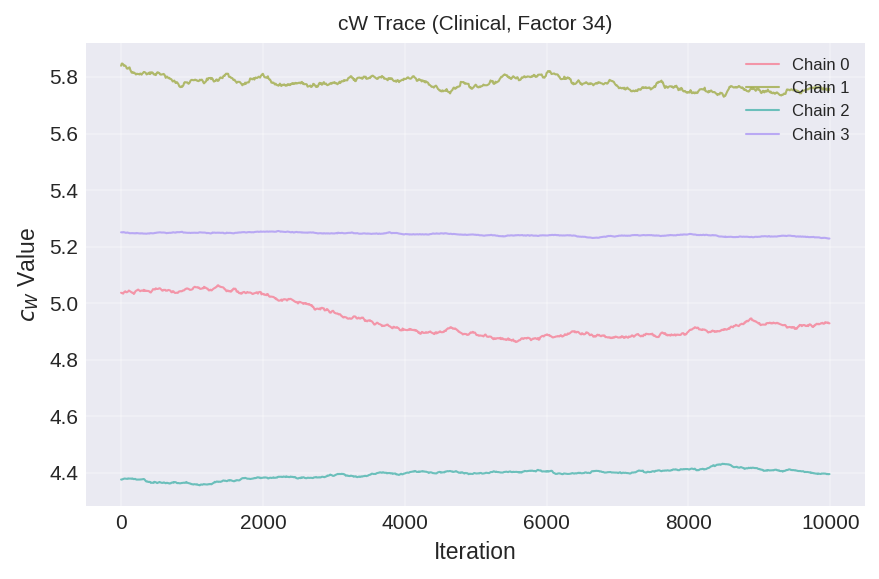 cW Trace (Clinical, Factor 34)
Chain 0
Chain 1
Chain 2
Chain 3
5.8
5.6
5.4
5.2
5.0
4.8
4.6
4.4
c_W Value
0 2000 4000 6000 8000 10000
Iteration